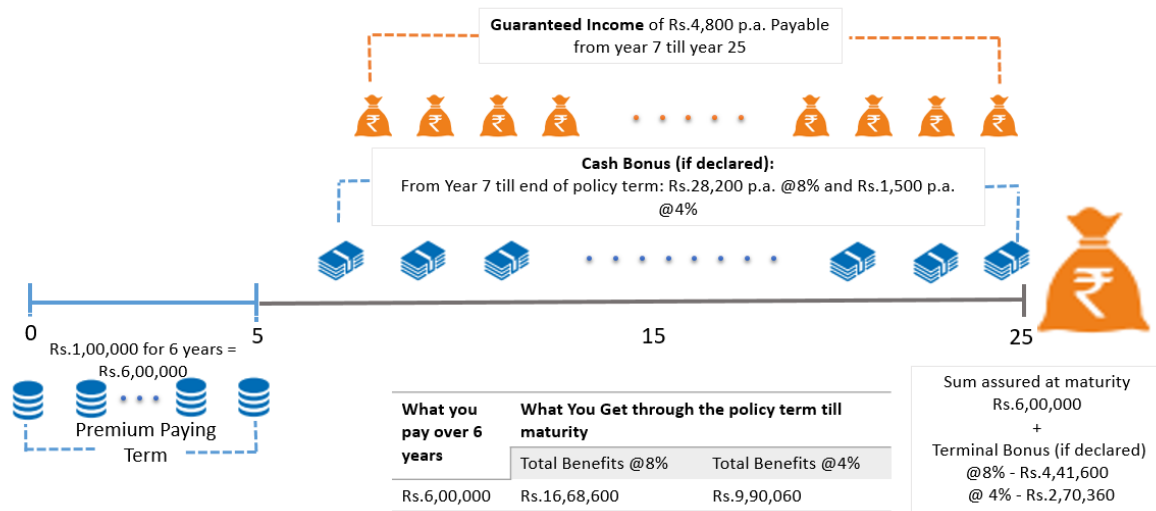 Guaranteed Income of Rs.4,800 p.a. Payable
from year 7 till year 25
₹ ₹ ₹ ₹ ₹ ₹ ₹ ₹
Cash Bonus (if declared):
From Year 7 till end of policy term: Rs.28,200 p.a. @8% and Rs.1,500 p.a.
@4%
₹
0 5 15 25
Rs.1,00,000 for 6 years =
Rs.6,00,000
Premium Paying
Term
What you
pay over 6
years
What You Get through the policy term till
maturity
Total Benefits @8% Total Benefits @4%
Rs.6,00,000 Rs.16,68,600 Rs.9,90,060
Sum assured at maturity
Rs.6,00,000
+
Terminal Bonus (if declared)
@8% - Rs.4,41,600
@ 4% - Rs.2,70,360